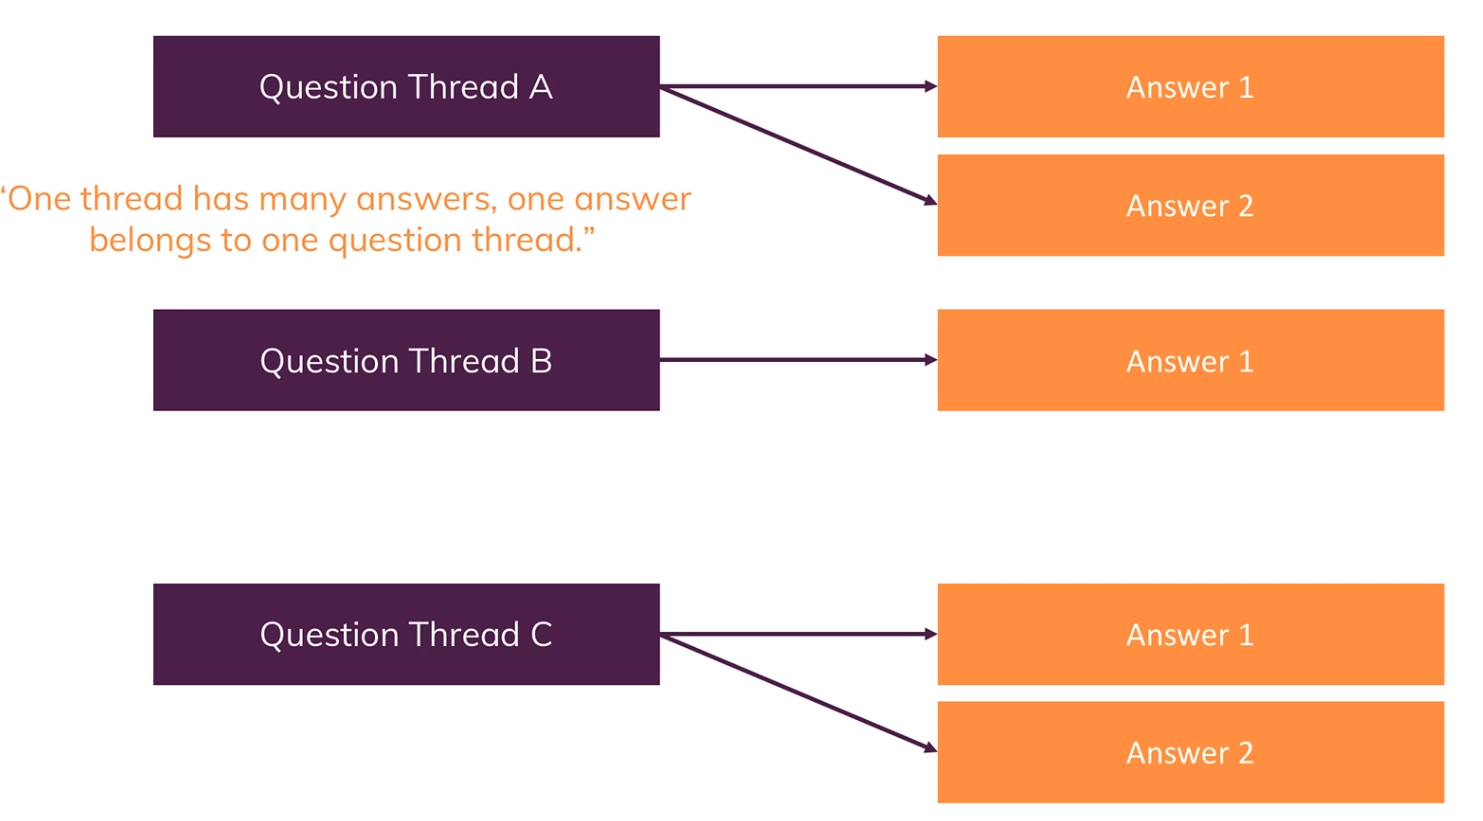 Question Thread A
Answer 1
Answer 2
‘One thread has many answers, one answer
belongs to one question thread.”
Question Thread B
Answer 1
Question Thread C
Answer 1
Answer 2